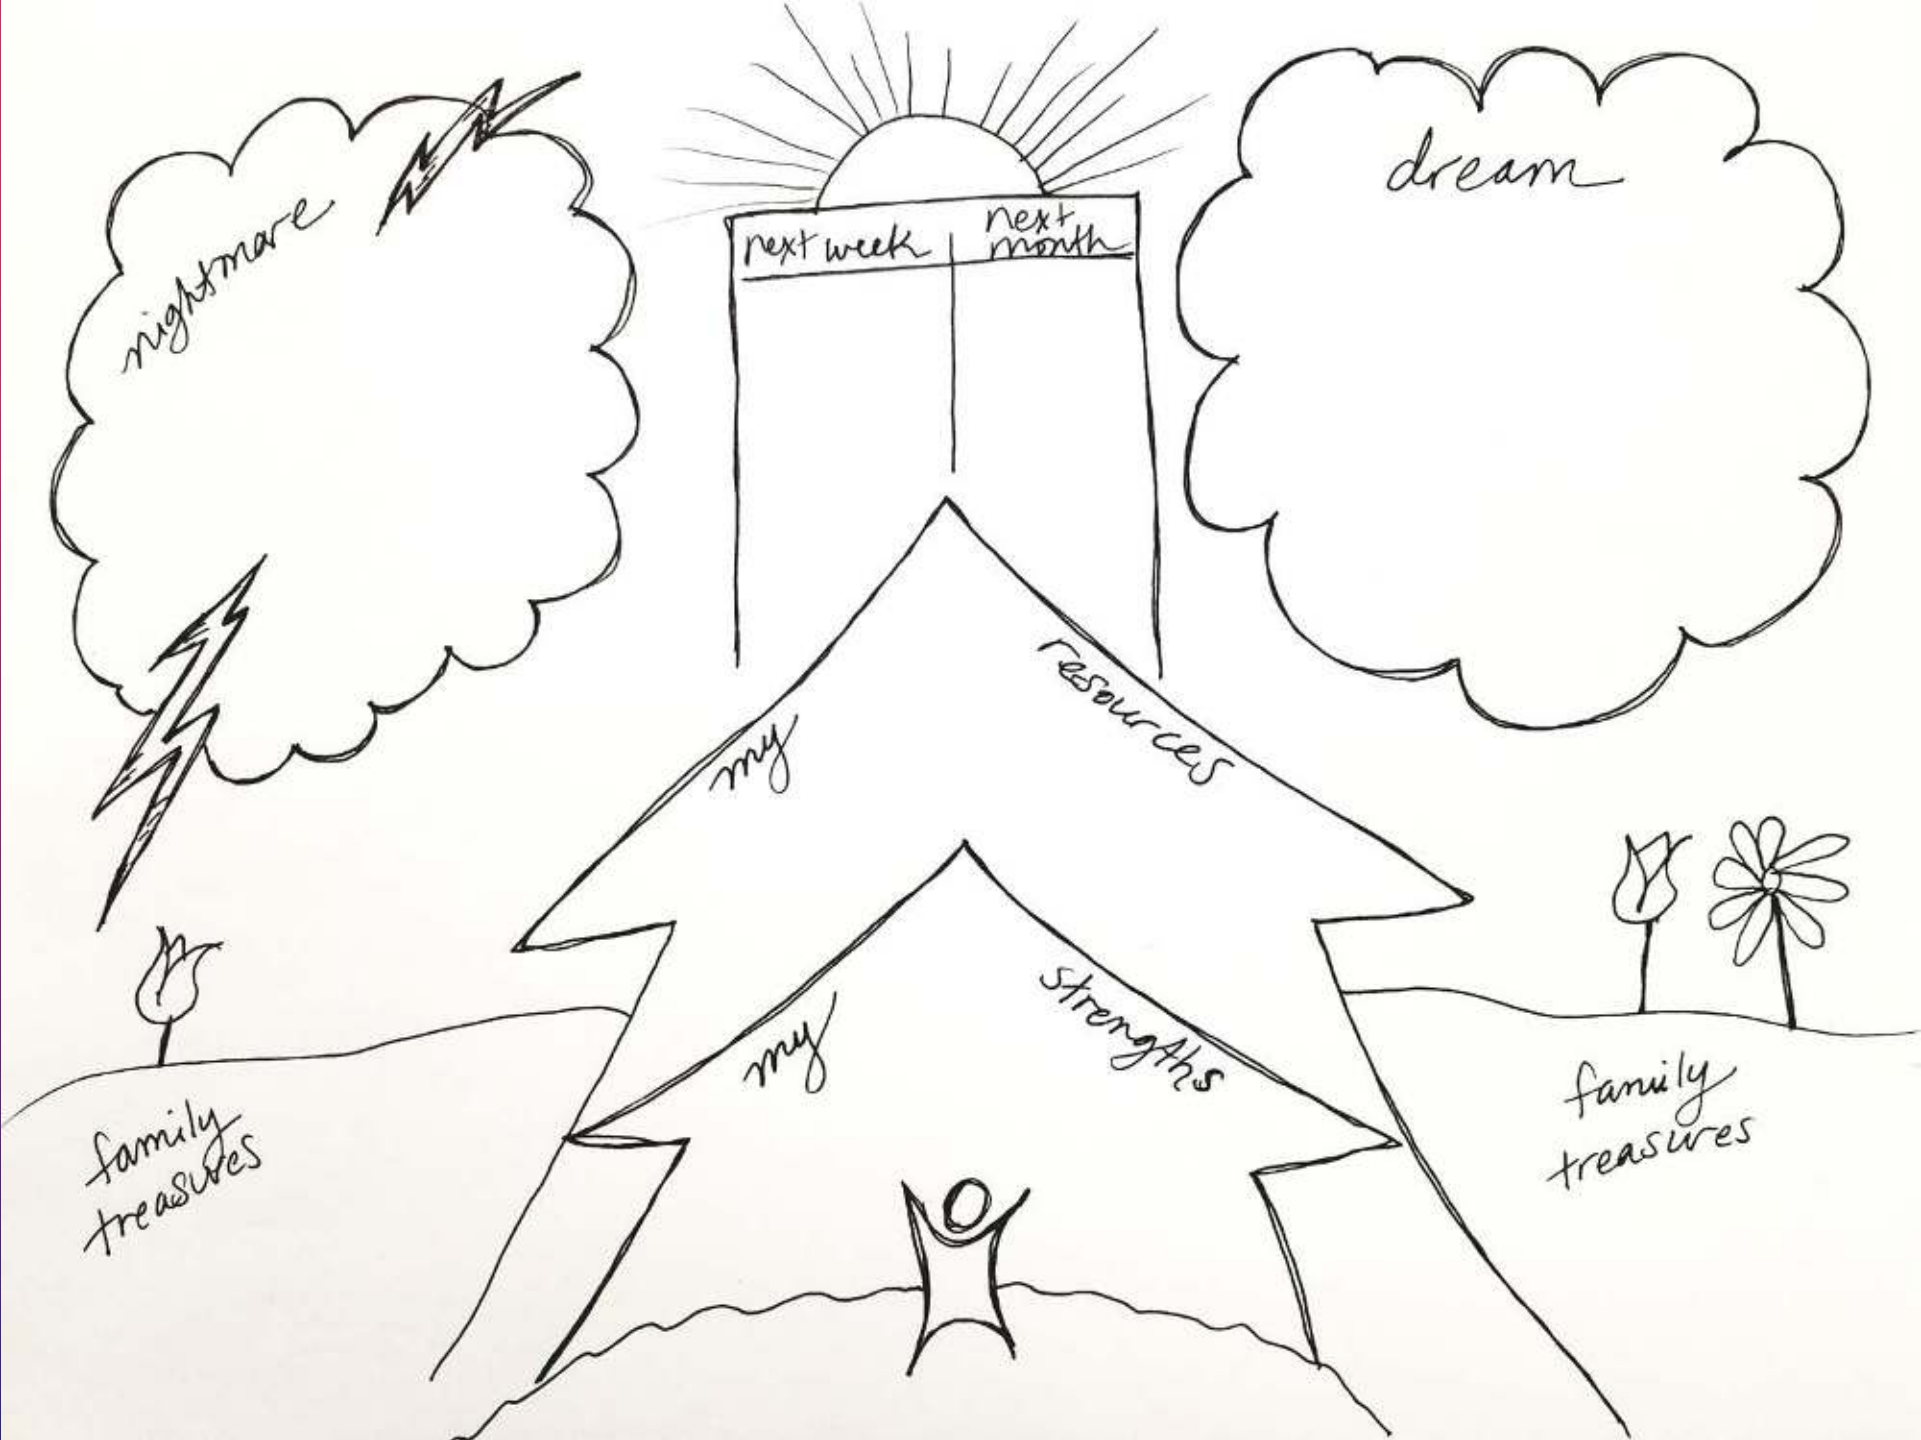 nightmare
next week
next
month
dream
my
resources
my
strengths
family
treasures
family
treasures